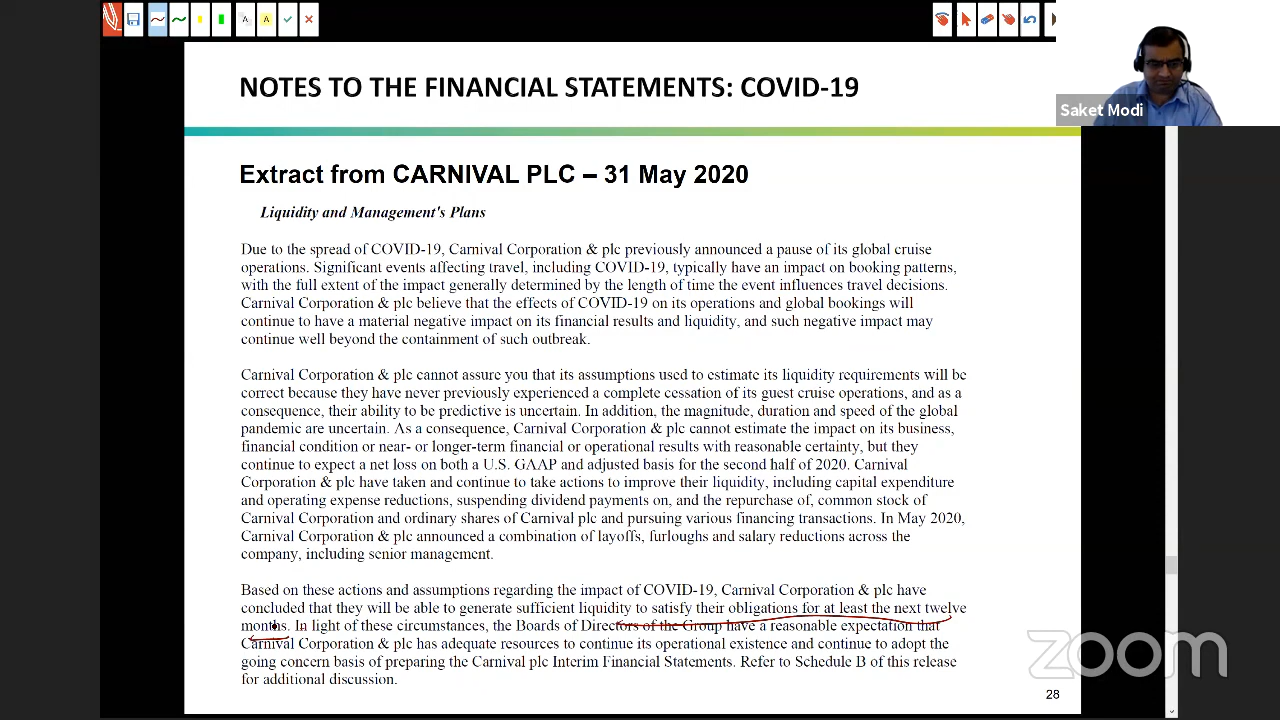 A
A
Saket Modi
NOTES TO THE FINANCIAL STATEMENTS: COVID-19
Extract from CARNIVAL PLC – 31 May 2020
Liquidity and Management's Plans
Due to the spread of COVID-19, Carnival Corporation & plc previously announced a pause of its global cruise
operations. Significant events affecting travel, including COVID-19, typically have an impact on booking patterns,
with the full extent of the impact generally determined by the length of time the event influences travel decisions.
Carnival Corporation & plc believe that the effects of COVID-19 on its operations and global bookings will
continue to have a material negative impact on its financial results and liquidity, and such negative impact may
continue well beyond the containment of such outbreak.
Carnival Corporation & plc cannot assure you that its assumptions used to estimate its liquidity requirements will be
correct because they have never previously experienced a complete cessation of its guest cruise operations, and as a
consequence, their ability to be predictive is uncertain. In addition, the magnitude, duration and speed of the global
pandemic are uncertain. As a consequence, Carnival Corporation & plc cannot estimate the impact on its business,
financial condition or near- or longer-term financial or operational results with reasonable certainty, but they
continue to expect a net loss on both a U.S. GAAP and adjusted basis for the second half of 2020. Carnival
Corporation & plc have taken and continue to take actions to improve their liquidity, including capital expenditure
and operating expense reductions, suspending dividend payments on, and the repurchase of, common stock of
Carnival Corporation and ordinary shares of Carnival plc and pursuing various financing transactions. In May 2020,
Carnival Corporation & plc announced a combination of layoffs, furloughs and salary reductions across the
company, including senior management.
Based on these actions and assumptions regarding the impact of COVID-19, Carnival Corporation & plc have
concluded that they will be able to generate sufficient liquidity to satisfy their obligations for at least the next twelve
months. In light of these circumstances, the Boards of Directors of the Group have a reasonable expectation that
Carnival Corporation & plc has adequate resources to continue its operational existence and continue to adopt the
going concern basis of preparing the Carnival plc Interim Financial Statements. Refer to Schedule B of this release
for additional discussion.
zoom
28